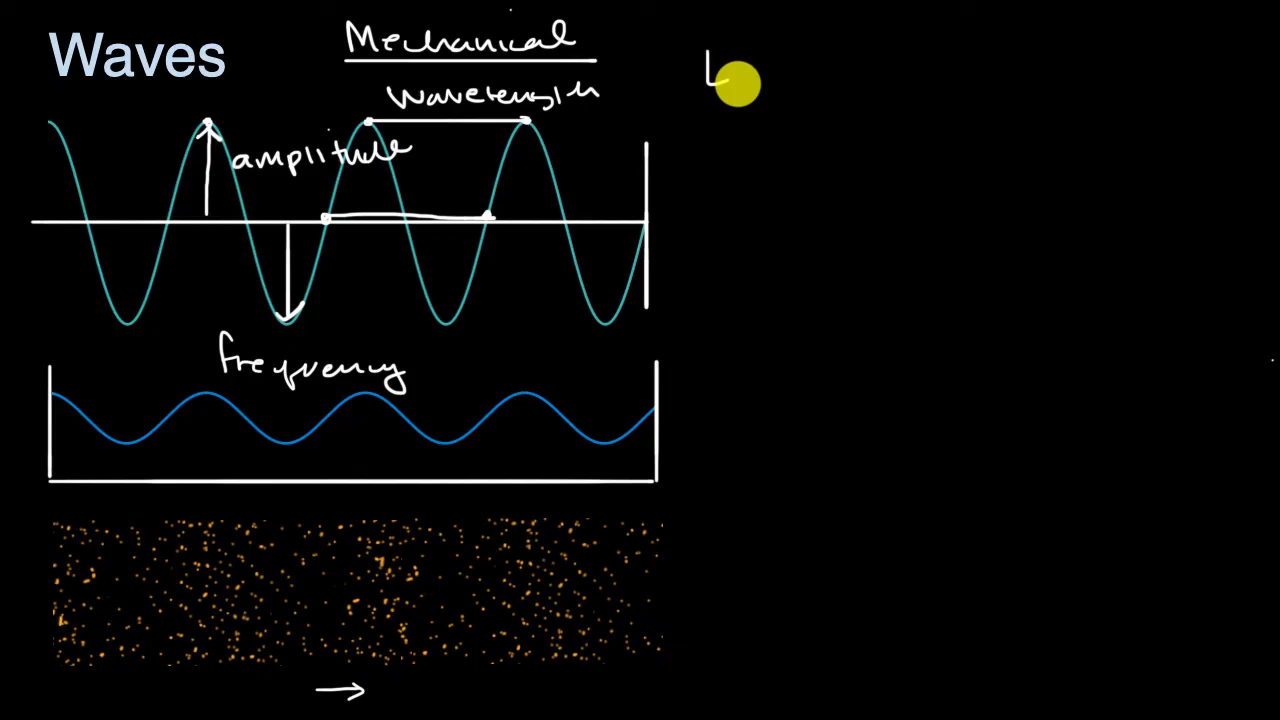 Waves
Mechanical
wavelength
amplitude
frequency